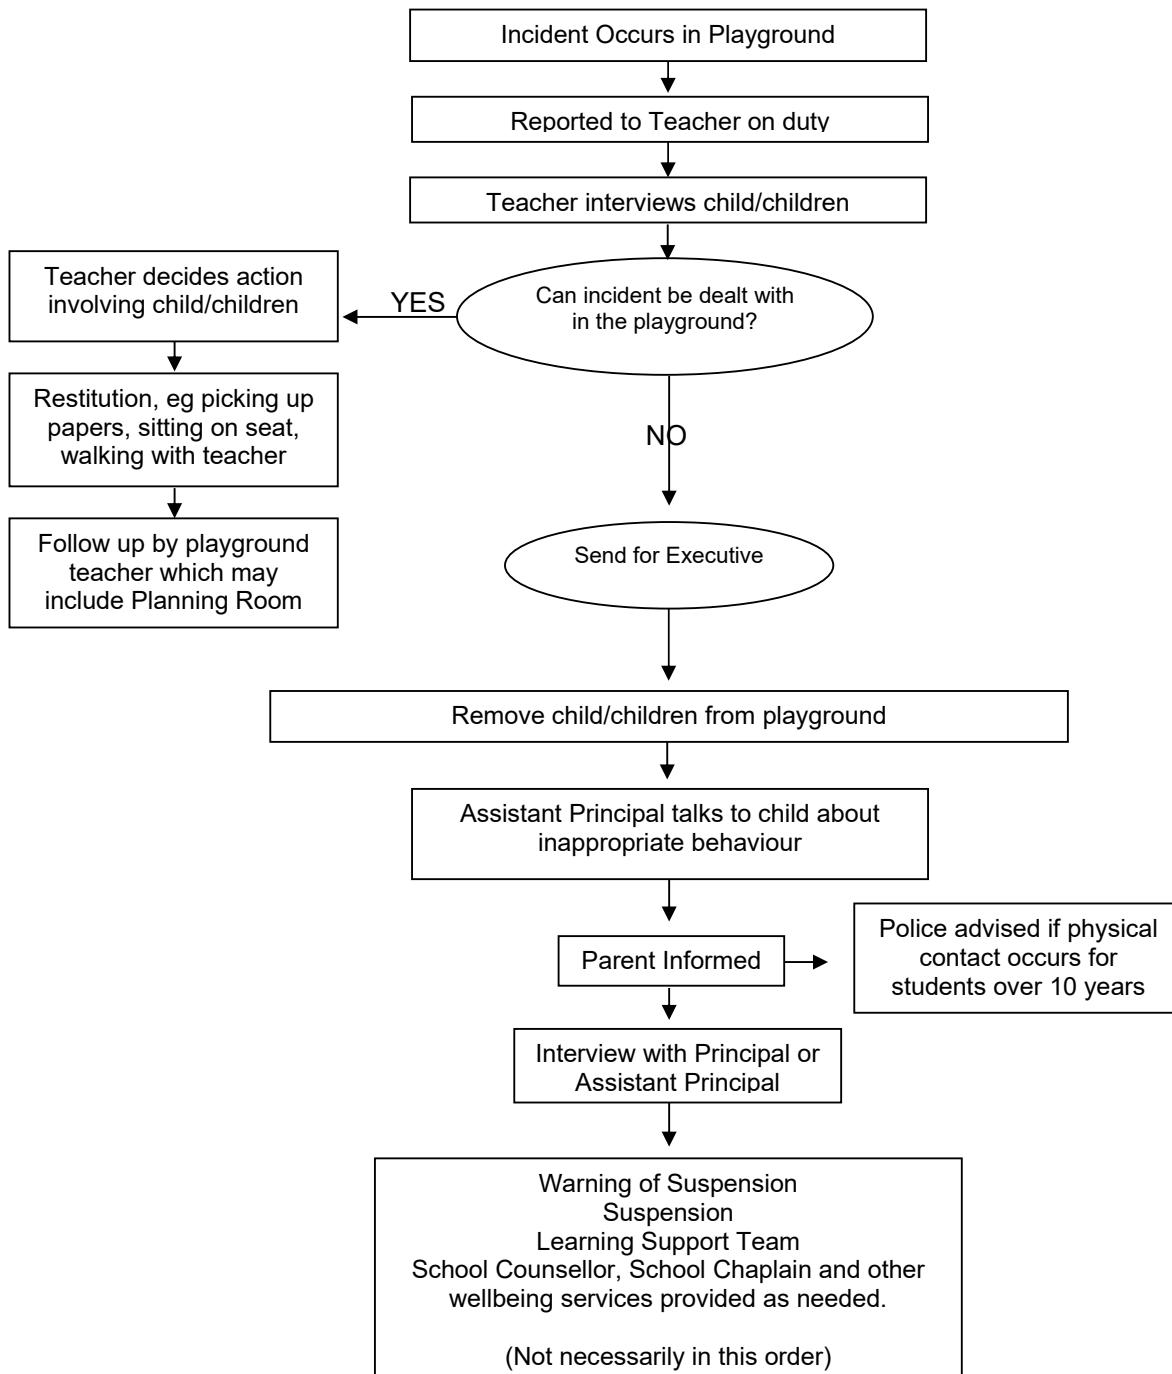 Incident Occurs in Playground
Reported to Teacher on duty
Teacher interviews child/children
Can incident be dealt with
in the playground?
YES
Teacher decides action
involving child/children
Restitution, eg picking up
papers, sitting on seat,
walking with teacher
Follow up by playground
teacher which may
include Planning Room
NO
Send for Executive
Remove child/children from playground
Assistant Principal talks to child about
inappropriate behaviour
Parent Informed
Police advised if physical
contact occurs for
students over 10 years
Interview with Principal or
Assistant Principal
Warning of Suspension
Suspension
Learning Support Team
School Counsellor, School Chaplain and other
wellbeing services provided as needed.
(Not necessarily in this order)